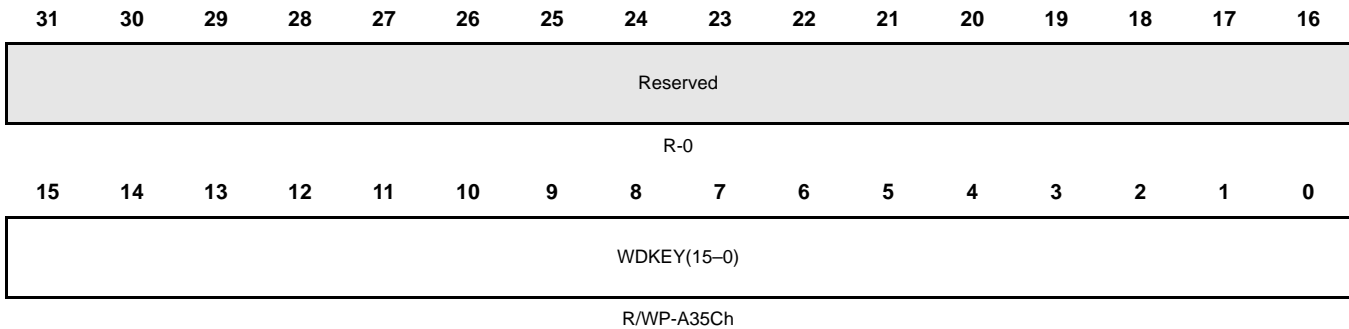 31 30 29 28 27 26 25 24 23 22 21 20 19 18 17 16
Reserved
R-0
15 14 13 12 11 10 9 8 7 6 5 4 3 2 1 0
WDKEY(15–0)
R/WP-A35Ch